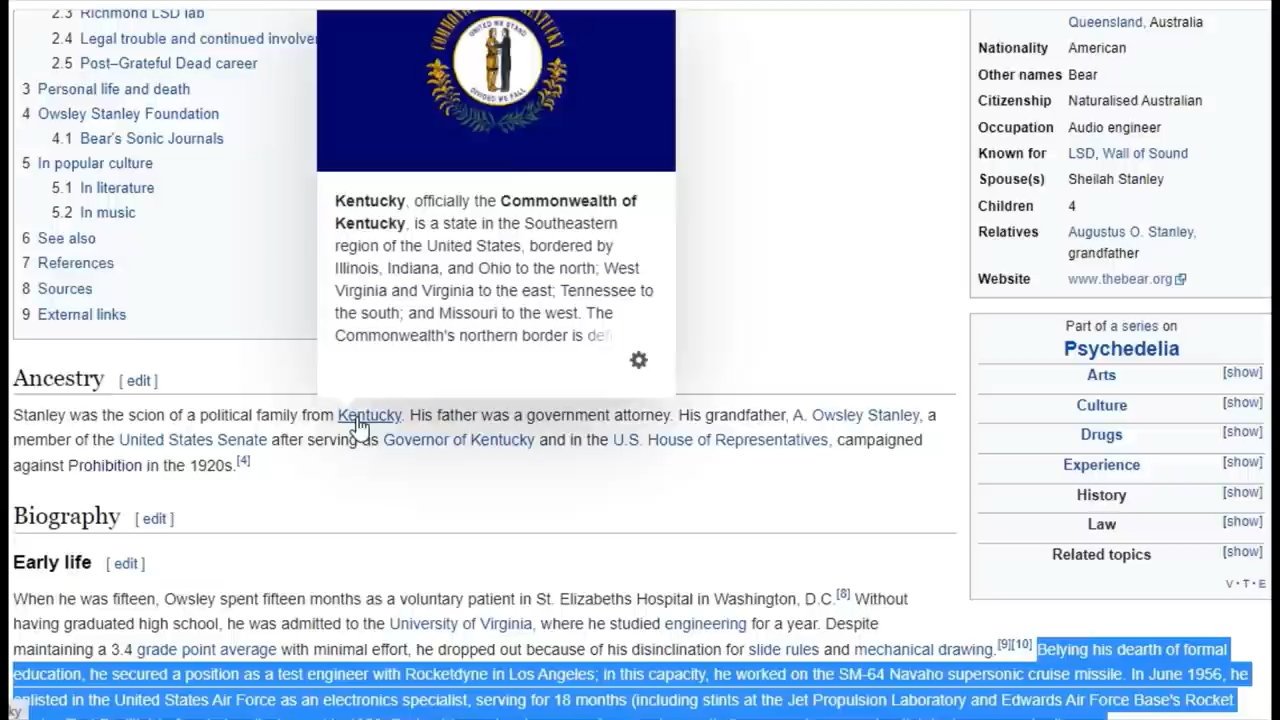 2.3 Richmond LSD lab
2.4 Legal trouble and continued
2.5 Post–Grateful Dead career
3 Personal life and death
4 Owsley Stanley Foundation
4.1 Bear's Sonic Journals
5 In popular culture
5.1 In literature
5.2 In music
6 See also
7 References
8 Sources
9 External links
UNITED WE STAND
DIVIDED WE FALL
Kentucky, officially the Commonwealth of
Kentucky, is a state in the Southeastern
region of the United States, bordered by
Illinois, Indiana, and Ohio to the north; West
Virginia and Virginia to the east; Tennessee to
the south; and Missouri to the west. The
Commonwealth's northern border is
Queensland, Australia
Nationality American
Other names Bear
Citizenship Naturalised Australian
Occupation Audio engineer
Known for LSD, Wall of Sound
Spouse(s) Sheilah Stanley
Children 4
Relatives Augustus O. Stanley,
grandfather
Website www.thebear.org
Part of a series on
Psychedelia
Arts [show]
Culture [show]
Drugs [show]
Experience [show]
History [show]
Law [show]
Related topics [show]
V·T·E
Ancestry [ edit ]
Stanley was the scion of a political family from Kentucky. His father was a government attorney. His grandfather, A. Owsley Stanley, a
member of the United States Senate after serving as Governor of Kentucky and in the U.S. House of Representatives, campaigned
against Prohibition in the 1920s.[4]
Biography [ edit ]
Early life [ edit ]
When he was fifteen, Owsley spent fifteen months as a voluntary patient in St. Elizabeths Hospital in Washington, D.C.[8] Without
having graduated high school, he was admitted to the University of Virginia, where he studied engineering for a year. Despite
maintaining a 3.4 grade point average with minimal effort, he dropped out because of his disinclination for slide rules and mechanical drawing.[9][10] Belying his dearth of formal
education, he secured a position as a test engineer with Rocketdyne in Los Angeles; in this capacity, he worked on the SM-64 Navaho supersonic cruise missile. In June 1956, he
in the United States Air Force as an electronics specialist, serving for 18 months (including stints at the Jet Propulsion Laboratory and Edwards Air Force Base's Rocket